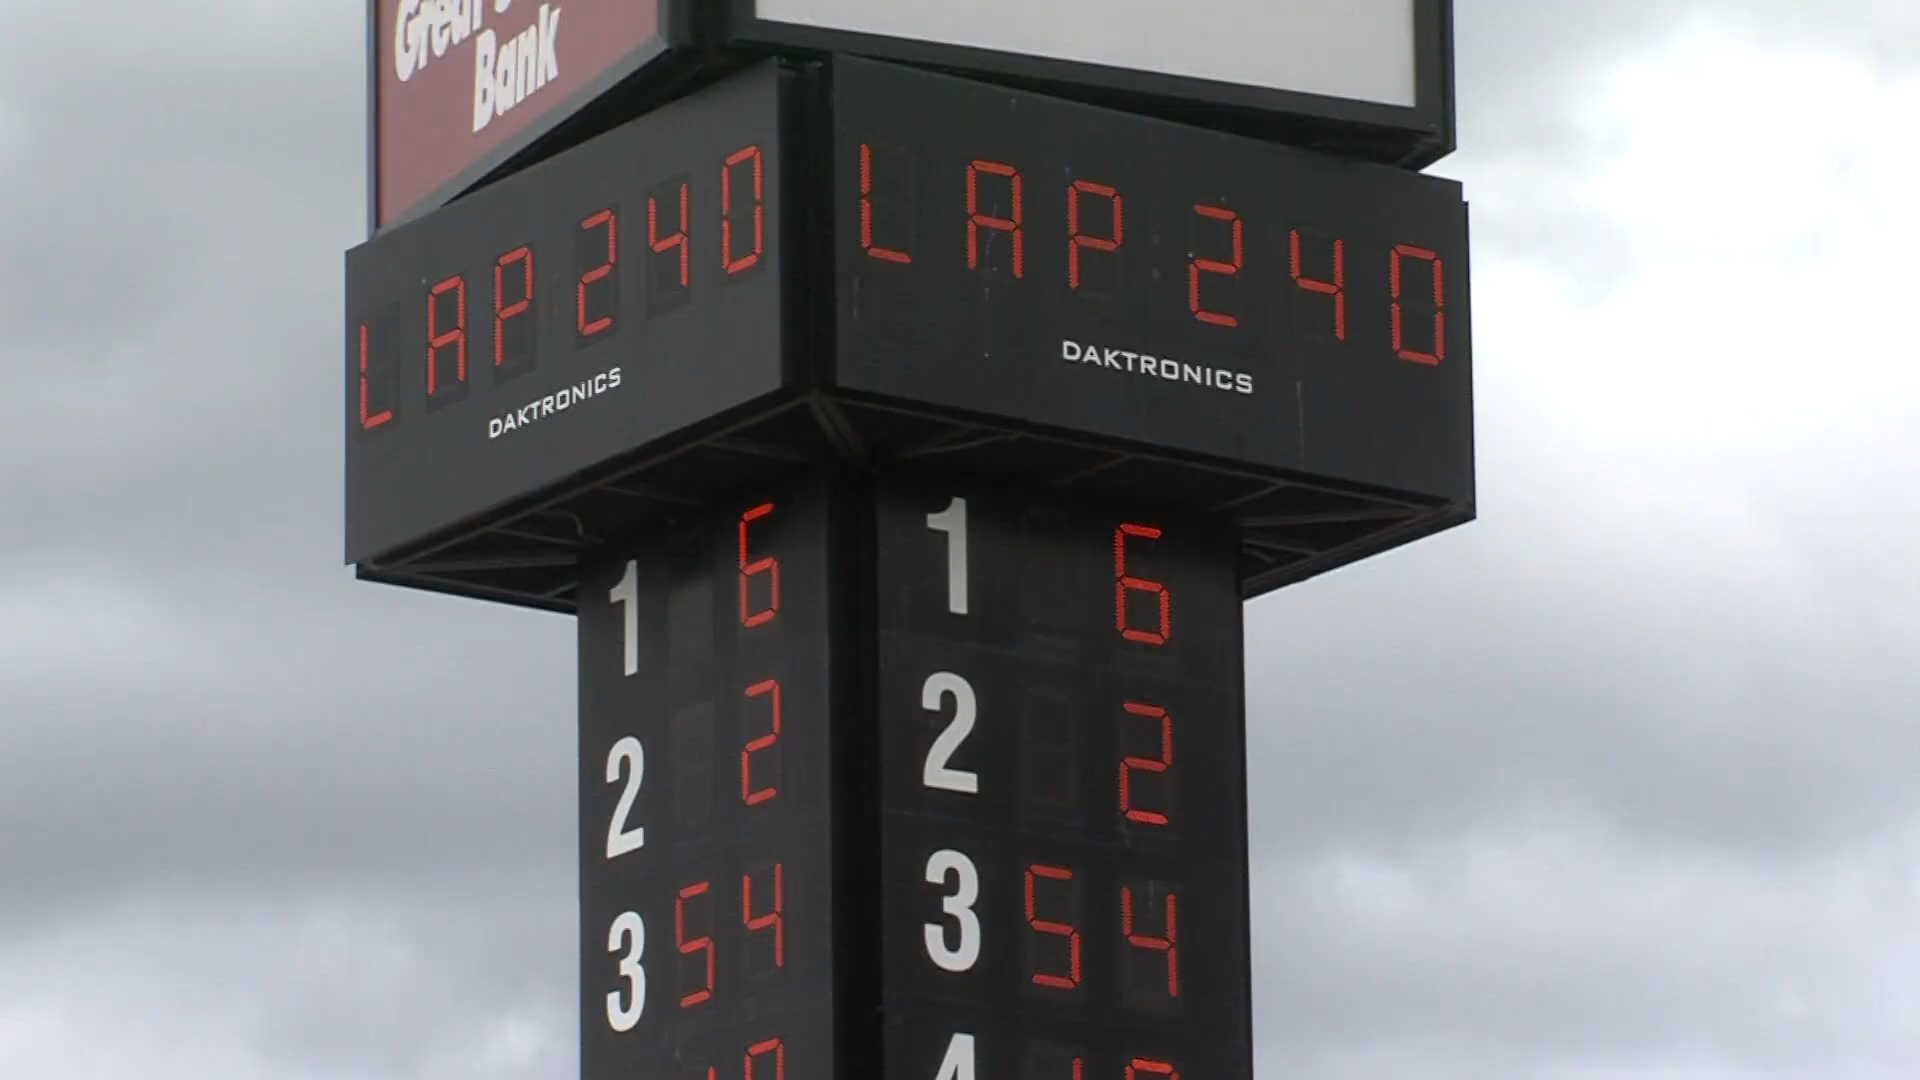 Bank
LAP 240
DAKTRONICS
1 6
2 2
3 54
LAP 240
DAKTRONICS
1 6
2 2
3 54
4